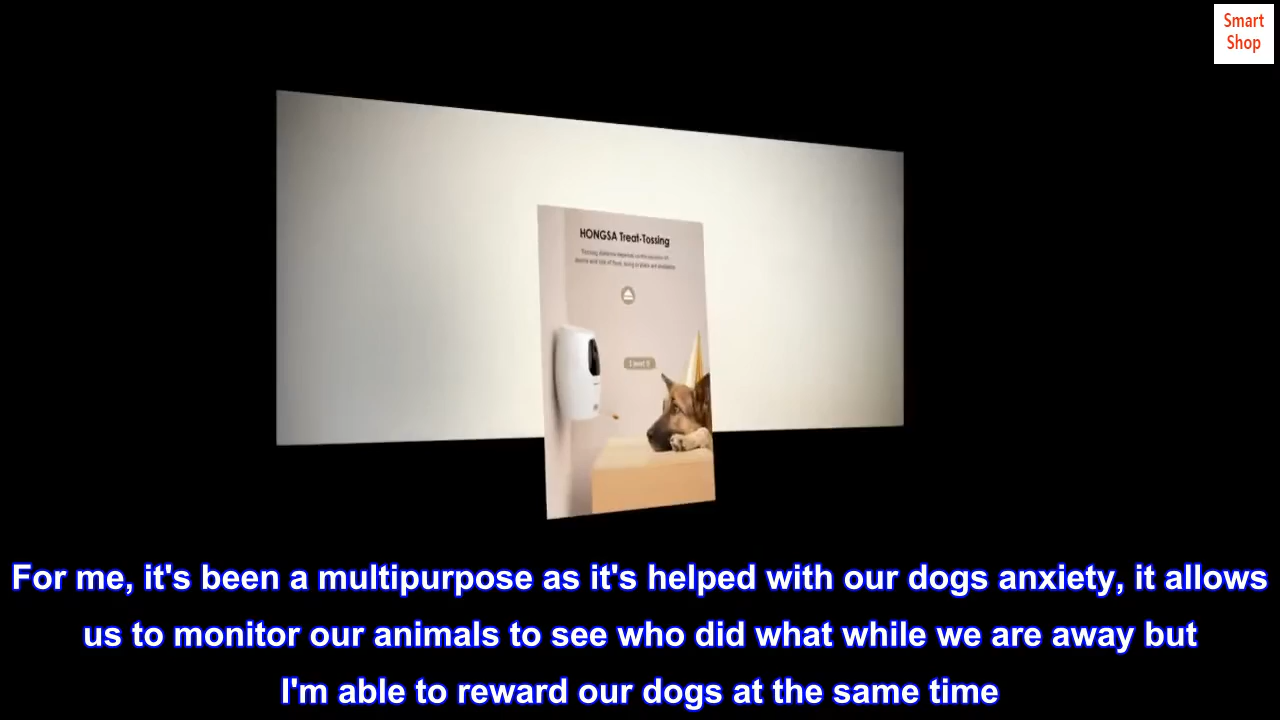 Smart
Shop
HONGSA Treat-Tossing
For me, it's been a multipurpose as it's helped with our dogs anxiety, it allows
us to monitor our animals to see who did what while we are away but
I'm able to reward our dogs at the same time